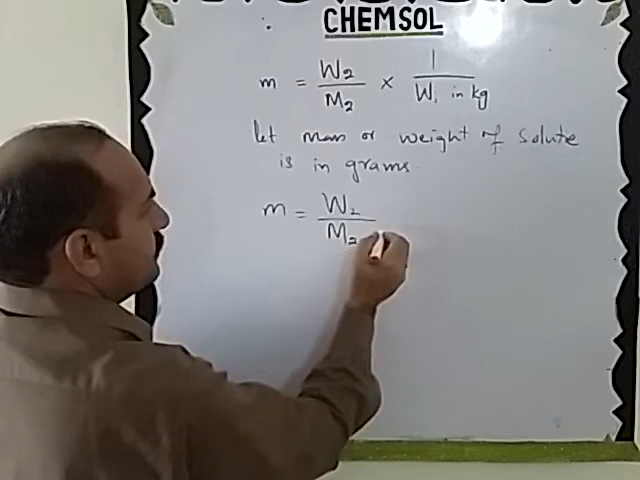 CHEMSOL
m = W₂/M₂ × 1/W₁ in kg
let mass or weight of solute
is in grams.
m = W₂/M₂